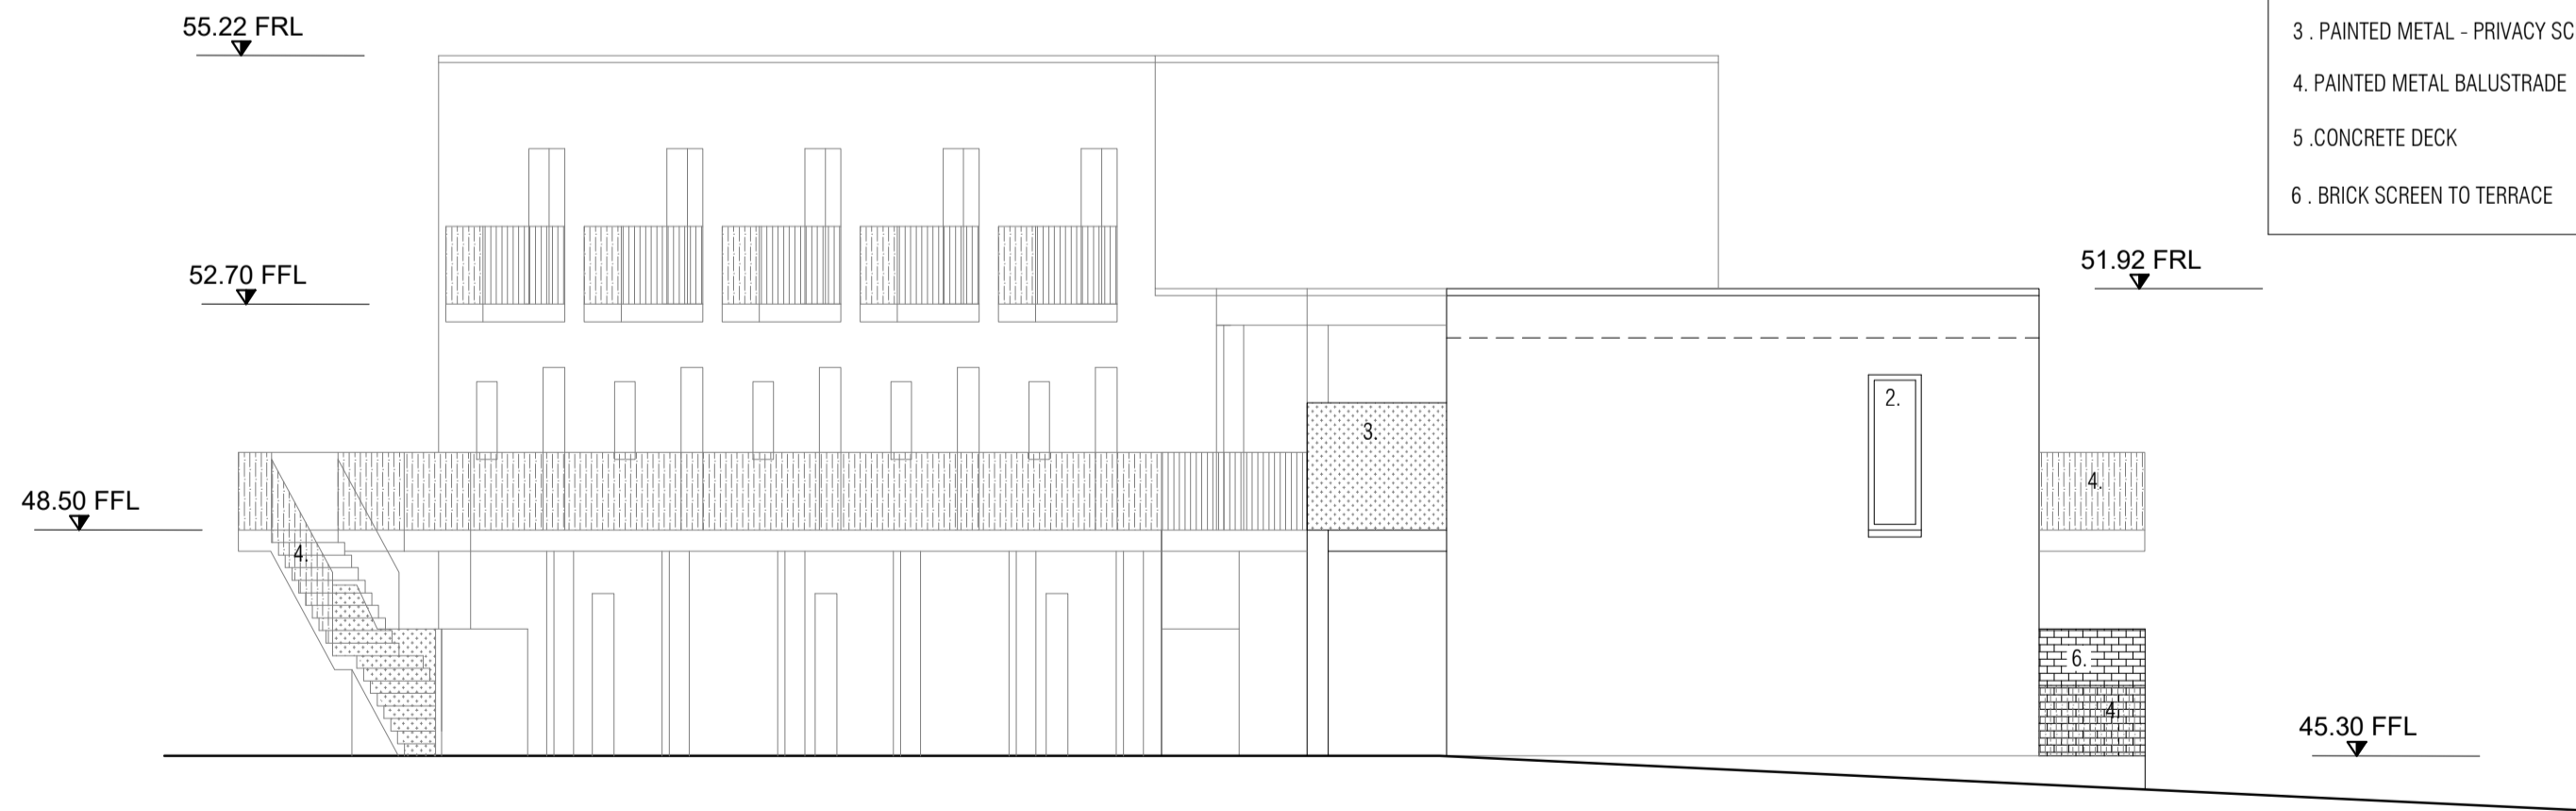 55.22 FRL
3 . PAINTED METAL - PRIVACY SC
4. PAINTED METAL BALUSTRADE
5 .CONCRETE DECK
6 . BRICK SCREEN TO TERRACE
52.70 FFL
51.92 FRL
2.
3.
48.50 FFL
4.
4.
6.
4.
45.30 FFL